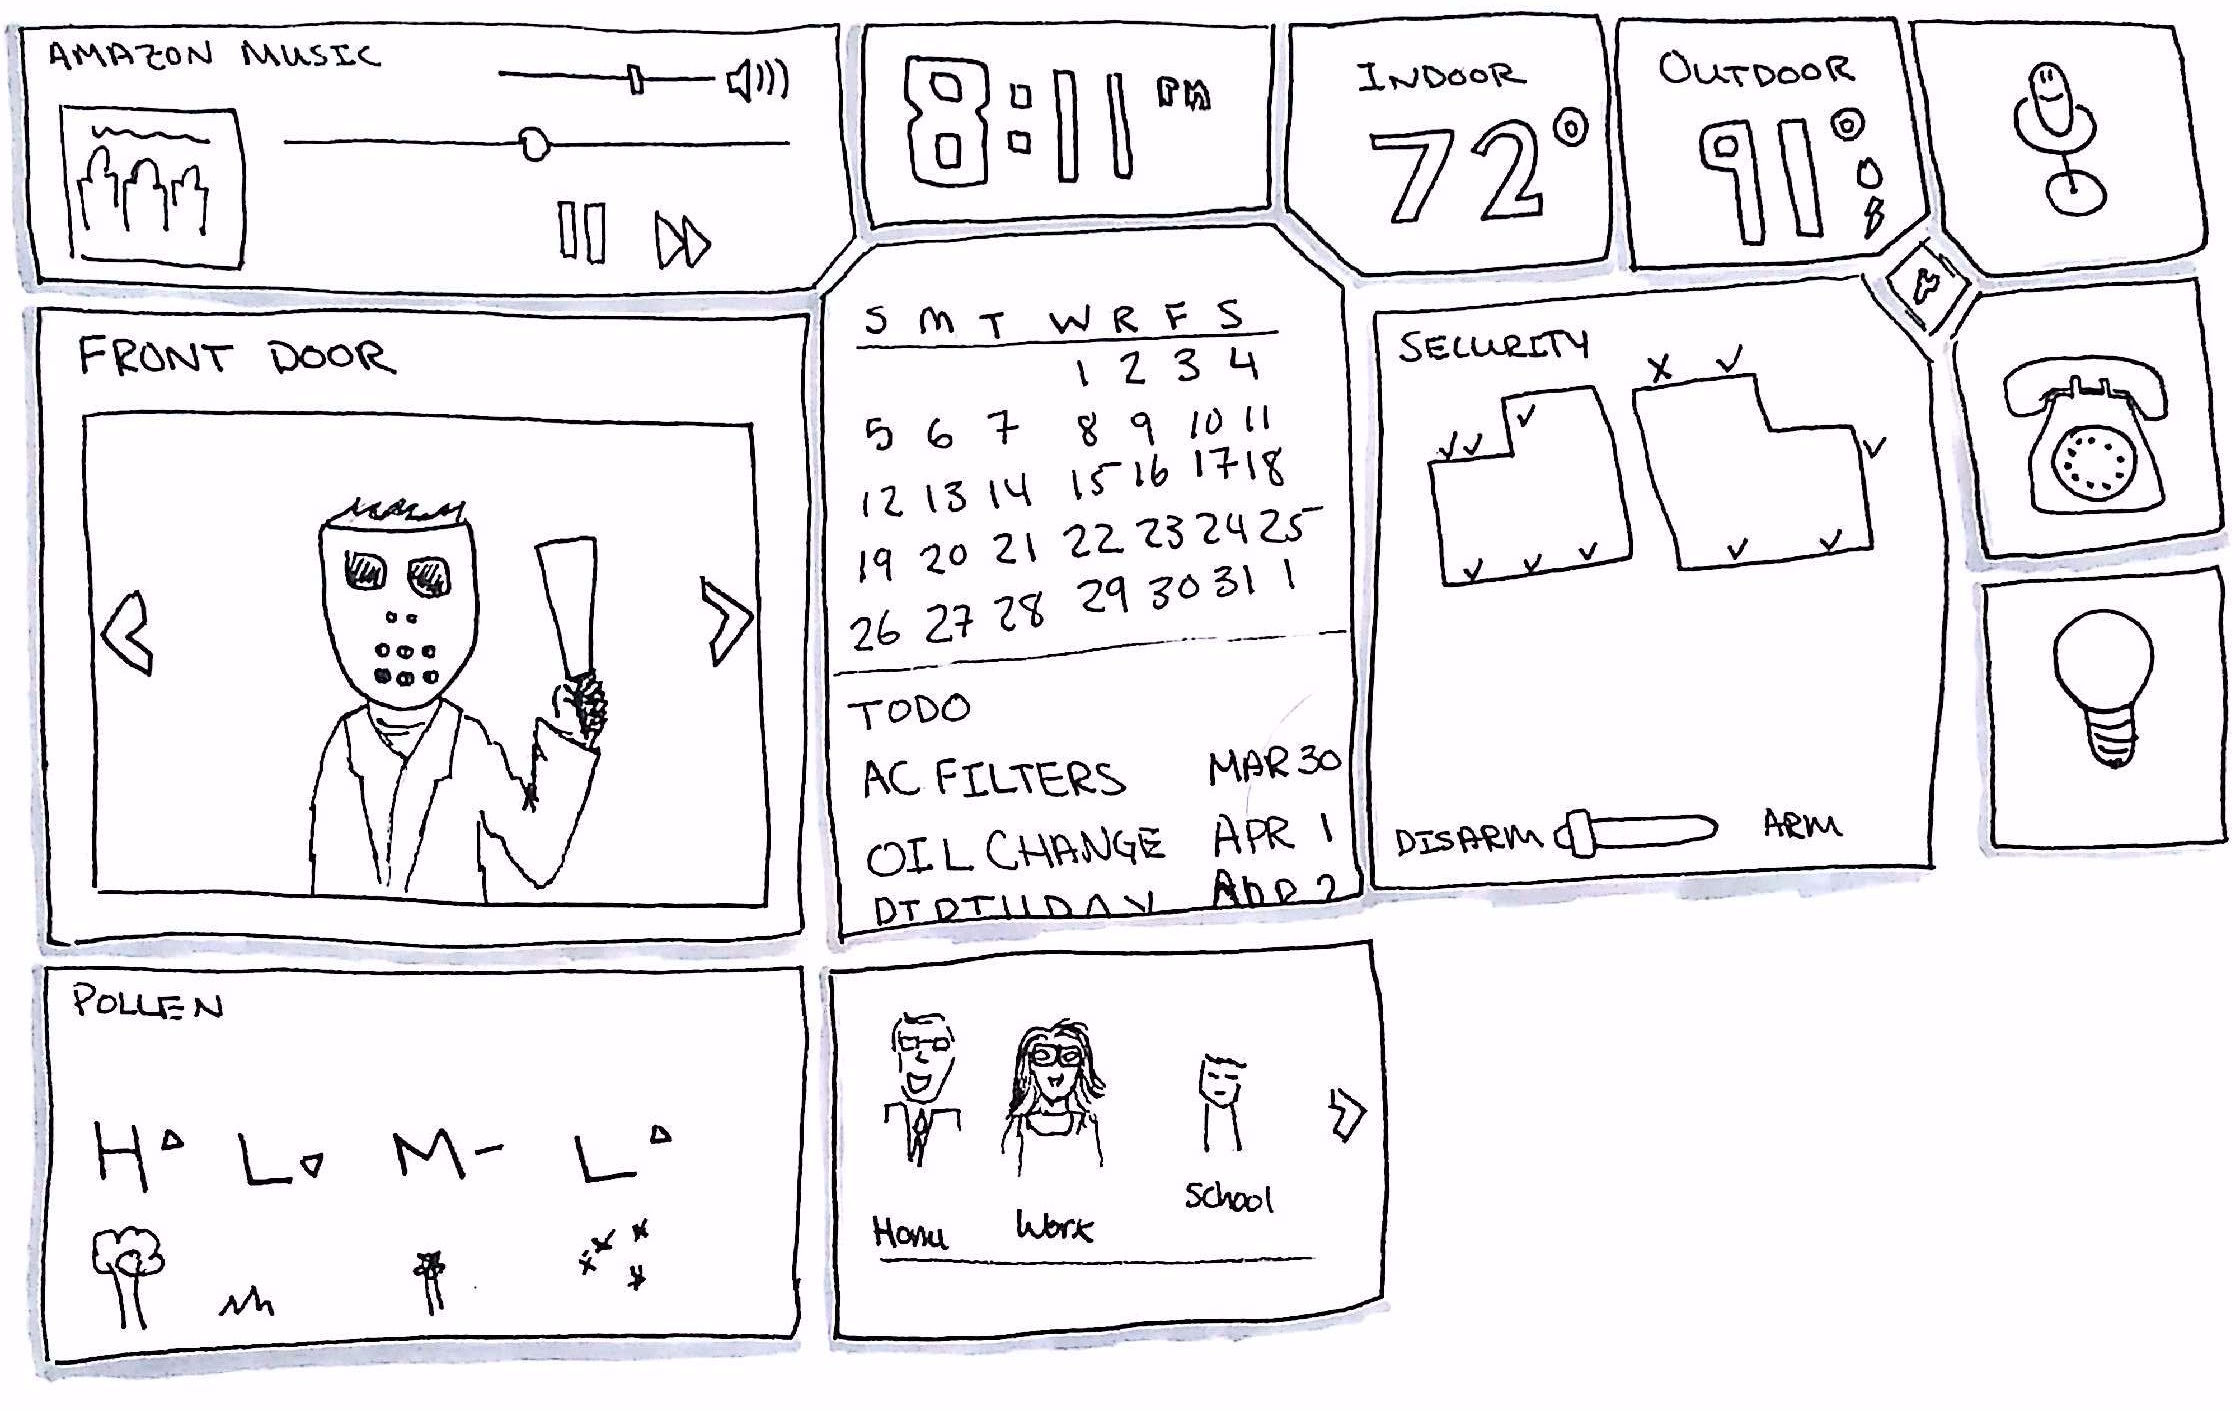 AMAZON MUSIC
8:11 PM
INDOOR
72°
OUTDOOR
91°
FRONT DOOR
S M T W R F S
1 2 3 4
5 6 7 8 9 10 11
12 13 14 15 16 17 18
19 20 21 22 23 24 25
26 27 28 29 30 31 1
TODO
AC FILTERS MAR 30
OIL CHANGE APR 1
BIRTHDAY APR 2
SECURITY
DISARM ARM
POLLEN
H L M L
Home Work School